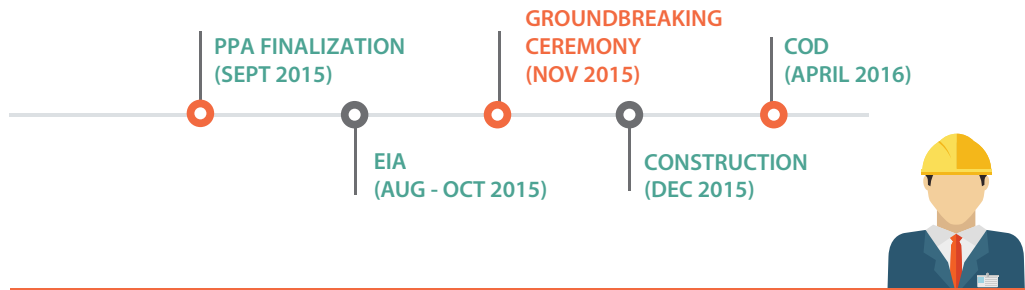 PPA FINALIZATION
(SEPT 2015)
EIA
(AUG - OCT 2015)
GROUNDBREAKING
CEREMONY
(NOV 2015)
CONSTRUCTION
(DEC 2015)
COD
(APRIL 2016)